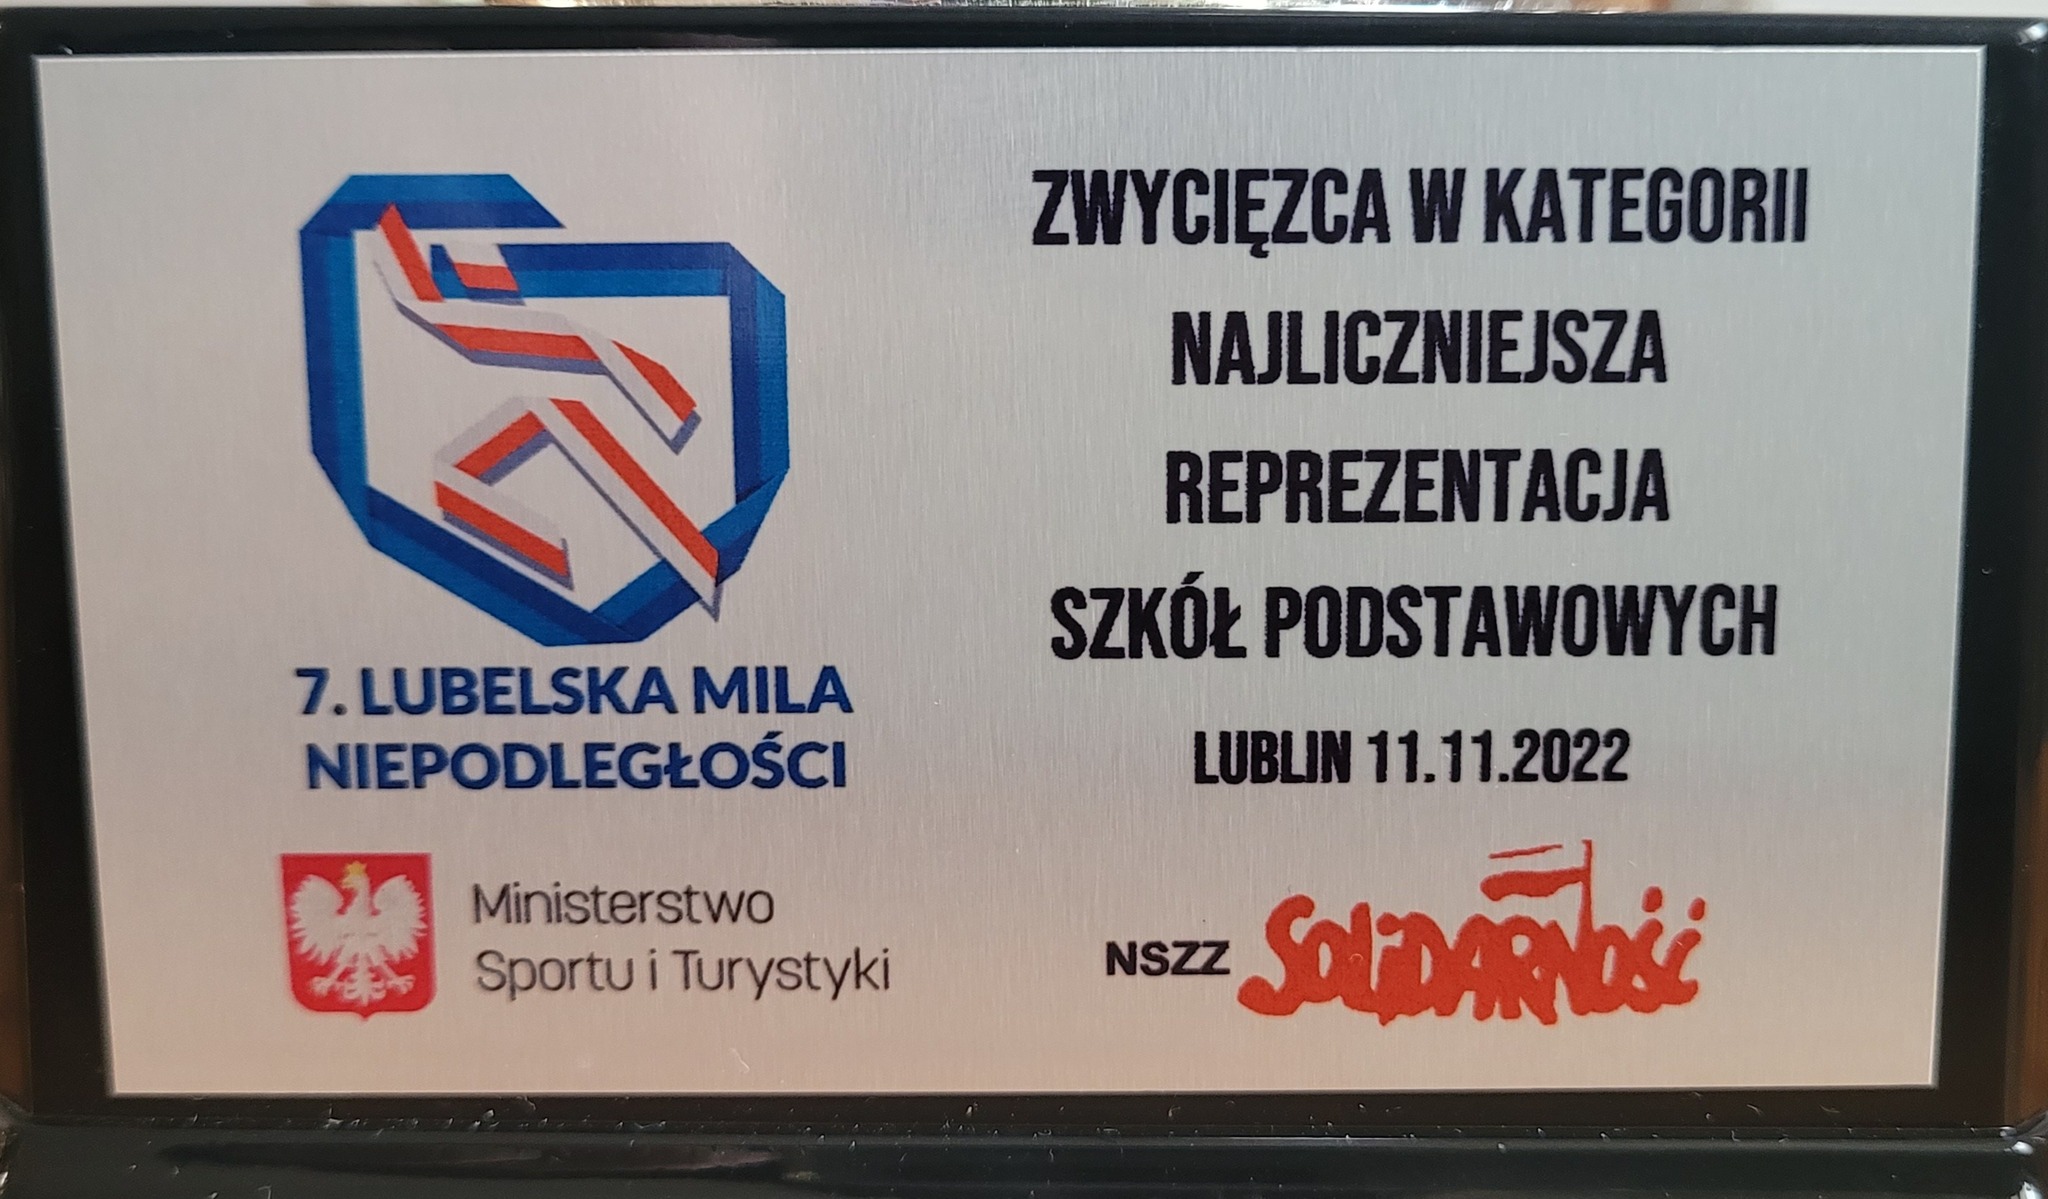 7. LUBELSKA MILA
NIEPODLEGŁOŚCI
Ministerstwo
Sportu i Turystyki
ZWYCIĘZCA W KATEGORII
NAJLICZNIEJSZA
REPREZENTACJA
SZKÓŁ PODSTAWOWYCH
LUBLIN 11.11.2022
NSZZ SOLiDARNOŚĆ